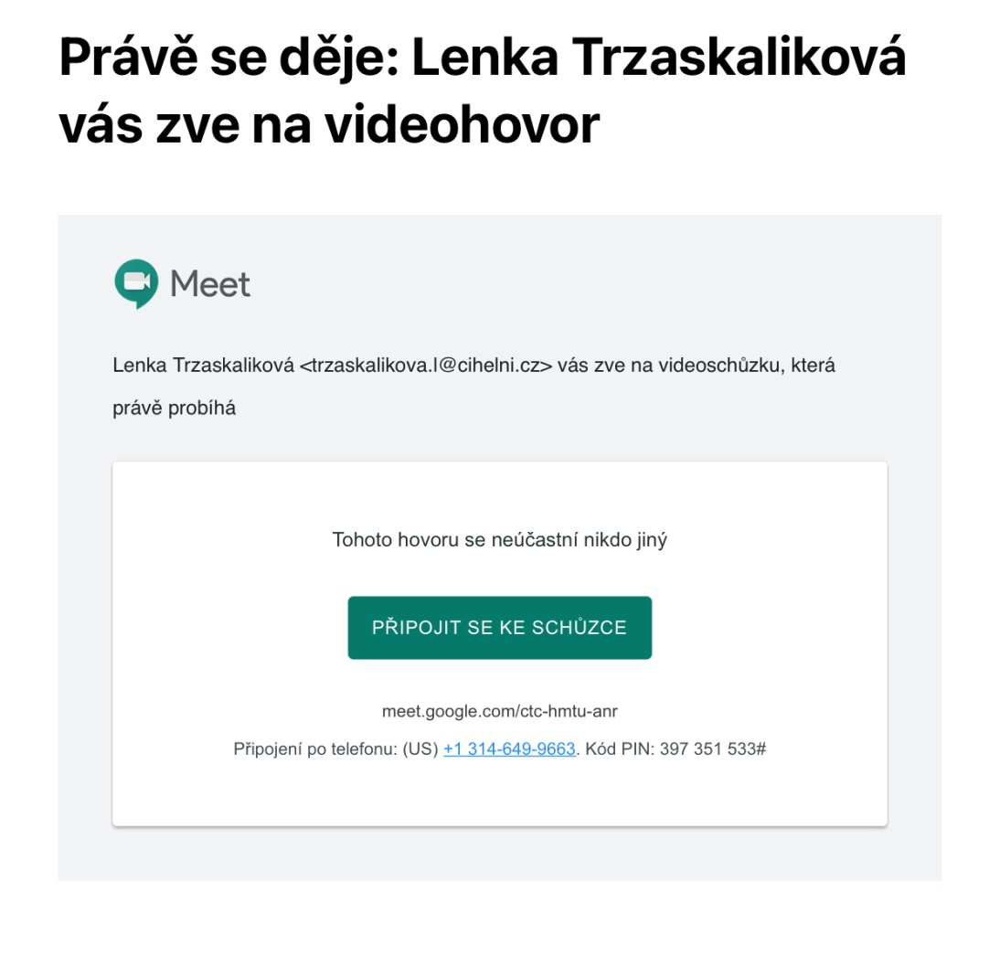 Právě se děje: Lenka Trzaskaliková
vás zve na videohovor
Meet
Lenka Trzaskaliková <trzaskalikova.l@cihelni.cz> vás zve na videoschůzku, která
právě probíhá
Tohoto hovoru se neúčastní nikdo jiný
PŘIPOJIT SE KE SCHŮZCE
meet.google.com/ctc-hmtu-anr
Připojení po telefonu: (US) +1 314-649-9663. Kód PIN: 397 351 533#